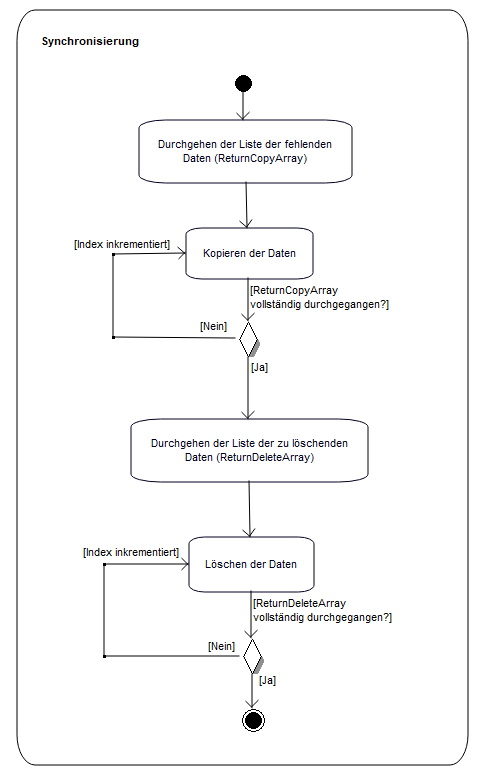 Synchronisierung
Durchgehen der Liste der fehlenden
Daten (ReturnCopyArray)
[Index inkrementiert]
Kopieren der Daten
[ReturnCopyArray
vollständig durchgegangen?]
[Nein]
[Ja]
Durchgehen der Liste der zu löschenden
Daten (ReturnDeleteArray)
[Index inkrementiert]
Löschen der Daten
[ReturnDeleteArray
vollständig durchgegangen?]
[Nein]
[Ja]